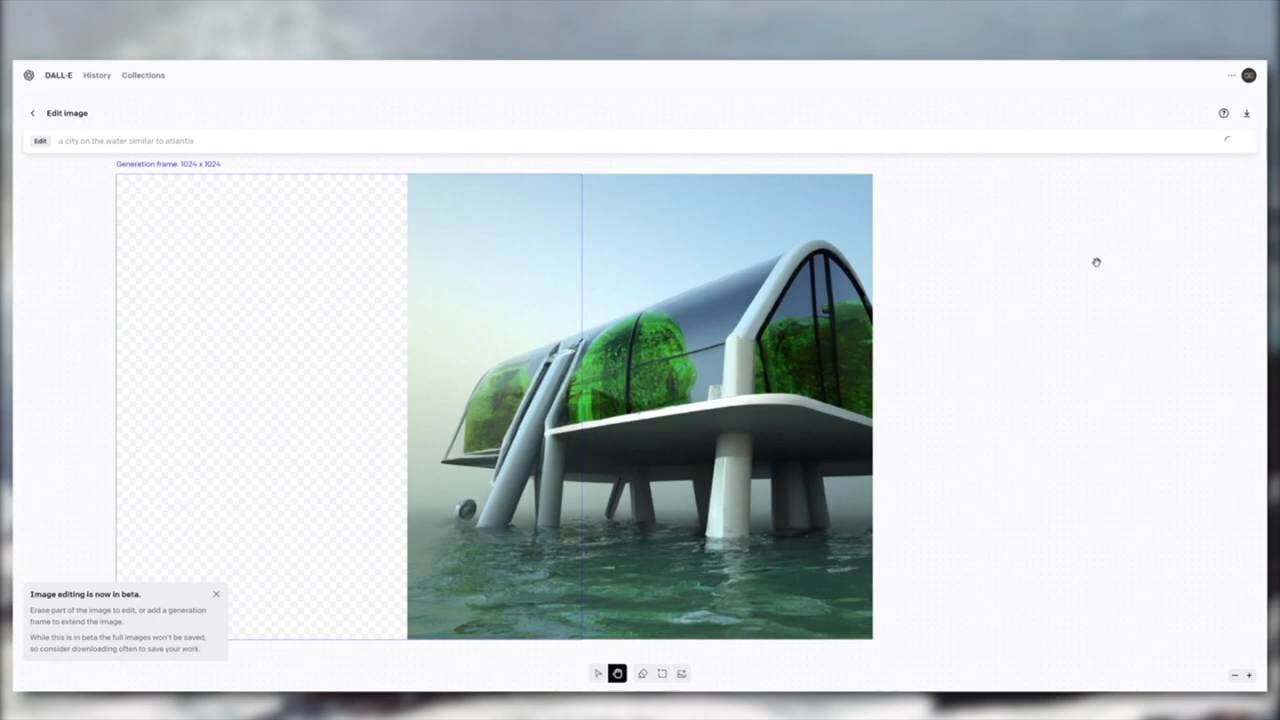 DALL·E History Collections
Edit image
Edit a city on the water similar to atlantis
Generation frame: 1024 x 1024
Image editing is now in beta.
Erase part of the image to edit, or add a generation
frame to extend the image.
While this is in beta the full images won't be saved,
so consider downloading often to save your work.